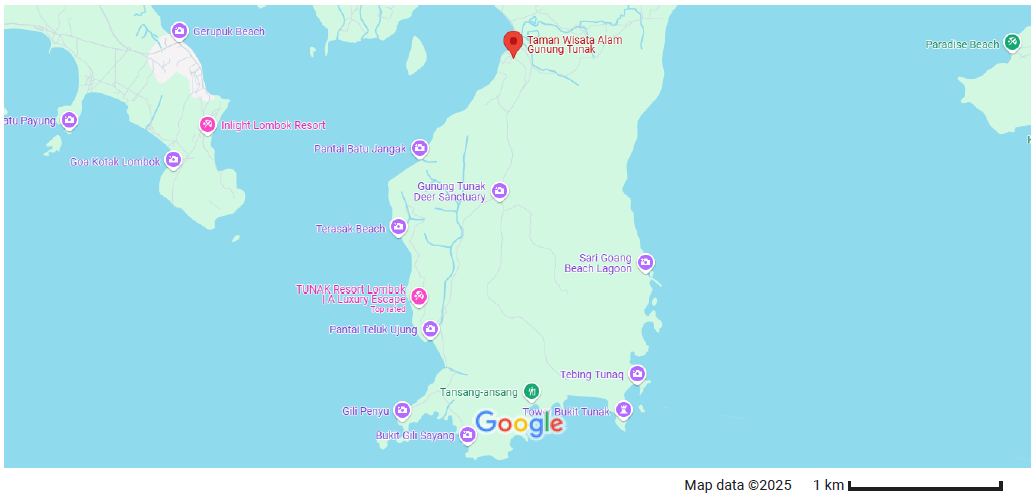 Gerupuk Beach
Taman Wisata Alam
Gunung Tunak
Paradise Beach
atu Payung
Inlight Lombok Resort
Pantai Batu Jangak
Goa Kotak Lombok
Gunung Tunak
Deer Sanctuary
Terasak Beach
Sari Goang
Beach Lagoon
TUNAK Resort Lombok
| A Luxury Escape
Top rated
Pantai Teluk Ujung
Tebing Tunaq
Tansang-ansang
Gili Penyu
Tow
Bukit Tunak
Google
Bukit Gili Sayang
Map data ©2025
1 km